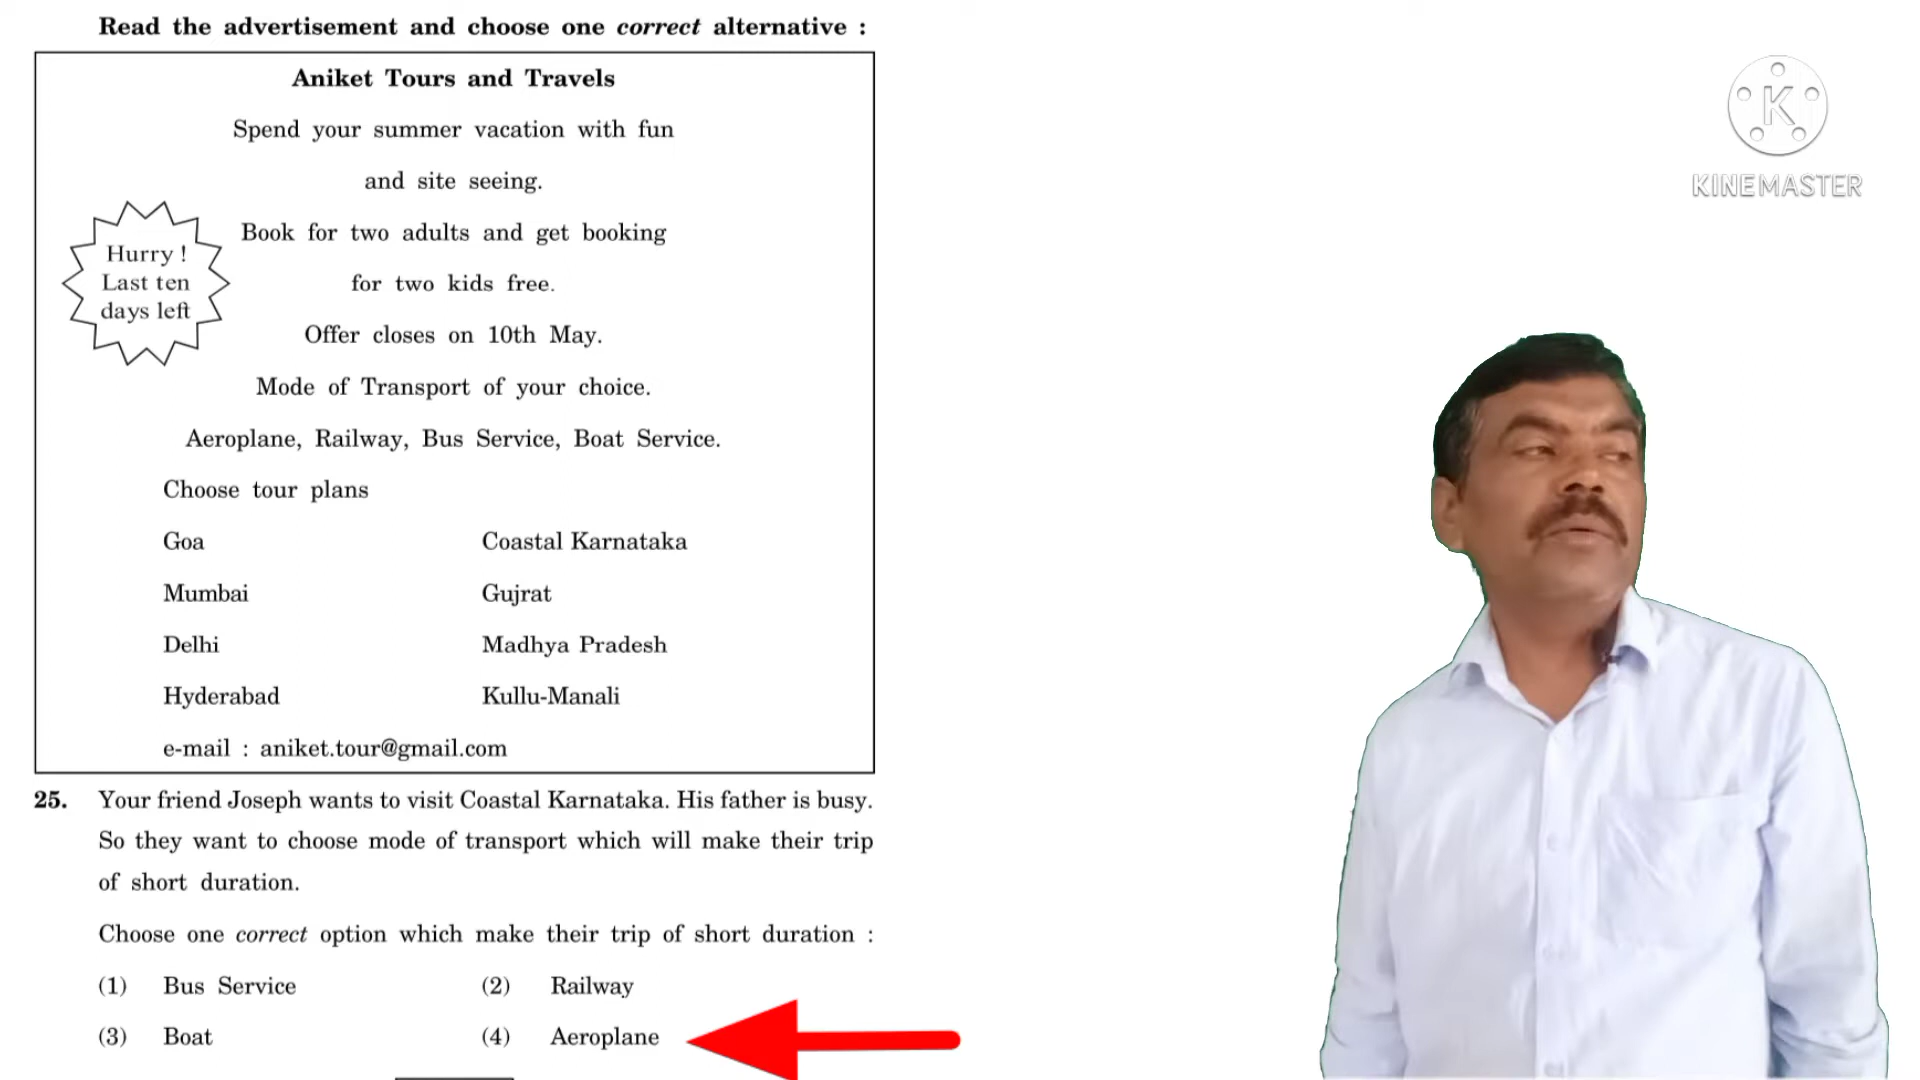 Read the advertisement and choose one correct alternative :
Aniket Tours and Travels
Spend your summer vacation with fun
and site seeing.
Book for two adults and get booking
for two kids free.
Hurry !
Last ten
days left
Offer closes on 10th May.
Mode of Transport of your choice.
Aeroplane, Railway, Bus Service, Boat Service.
Choose tour plans
Goa Coastal Karnataka
Mumbai Gujrat
Delhi Madhya Pradesh
Hyderabad Kullu-Manali
e-mail : aniket.tour@gmail.com
25. Your friend Joseph wants to visit Coastal Karnataka. His father is busy.
So they want to choose mode of transport which will make their trip
of short duration.
Choose one correct option which make their trip of short duration :
(1) Bus Service (2) Railway
(3) Boat (4) Aeroplane
K
KINEMASTER